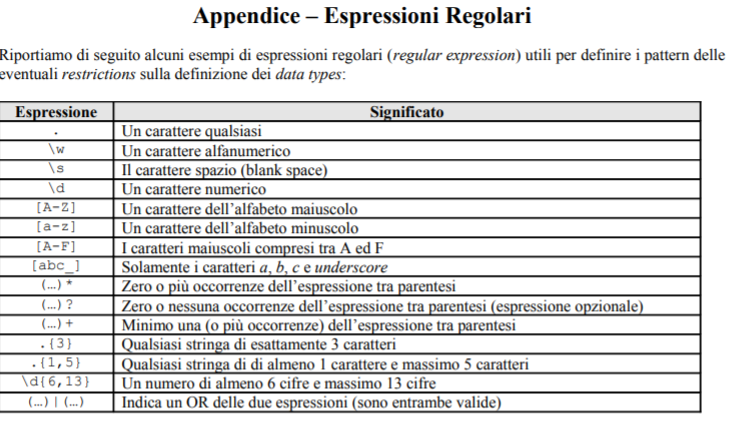 Appendice – Espressioni Regolari
Riportiamo di seguito alcuni esempi di espressioni regolari (regular expression) utili per definire i pattern delle
eventuali restrictions sulla definizione dei data types:
Espressione Significato
. Un carattere qualsiasi
\w Un carattere alfanumerico
\s Il carattere spazio (blank space)
\d Un carattere numerico
[A-Z] Un carattere dell'alfabeto maiuscolo
[a-z] Un carattere dell'alfabeto minuscolo
[A-F] I caratteri maiuscoli compresi tra A ed F
[abc_] Solamente i caratteri a, b, c e underscore
(…)* Zero o più occorrenze dell'espressione tra parentesi
(…)? Zero o nessuna occorrenze dell'espressione tra parentesi (espressione opzionale)
(…)+ Minimo una (o più occorrenze) dell'espressione tra parentesi
.{3} Qualsiasi stringa di esattamente 3 caratteri
.{1,5} Qualsiasi stringa di di almeno 1 carattere e massimo 5 caratteri
\d{6,13} Un numero di almeno 6 cifre e massimo 13 cifre
(…)|(…) Indica un OR delle due espressioni (sono entrambe valide)